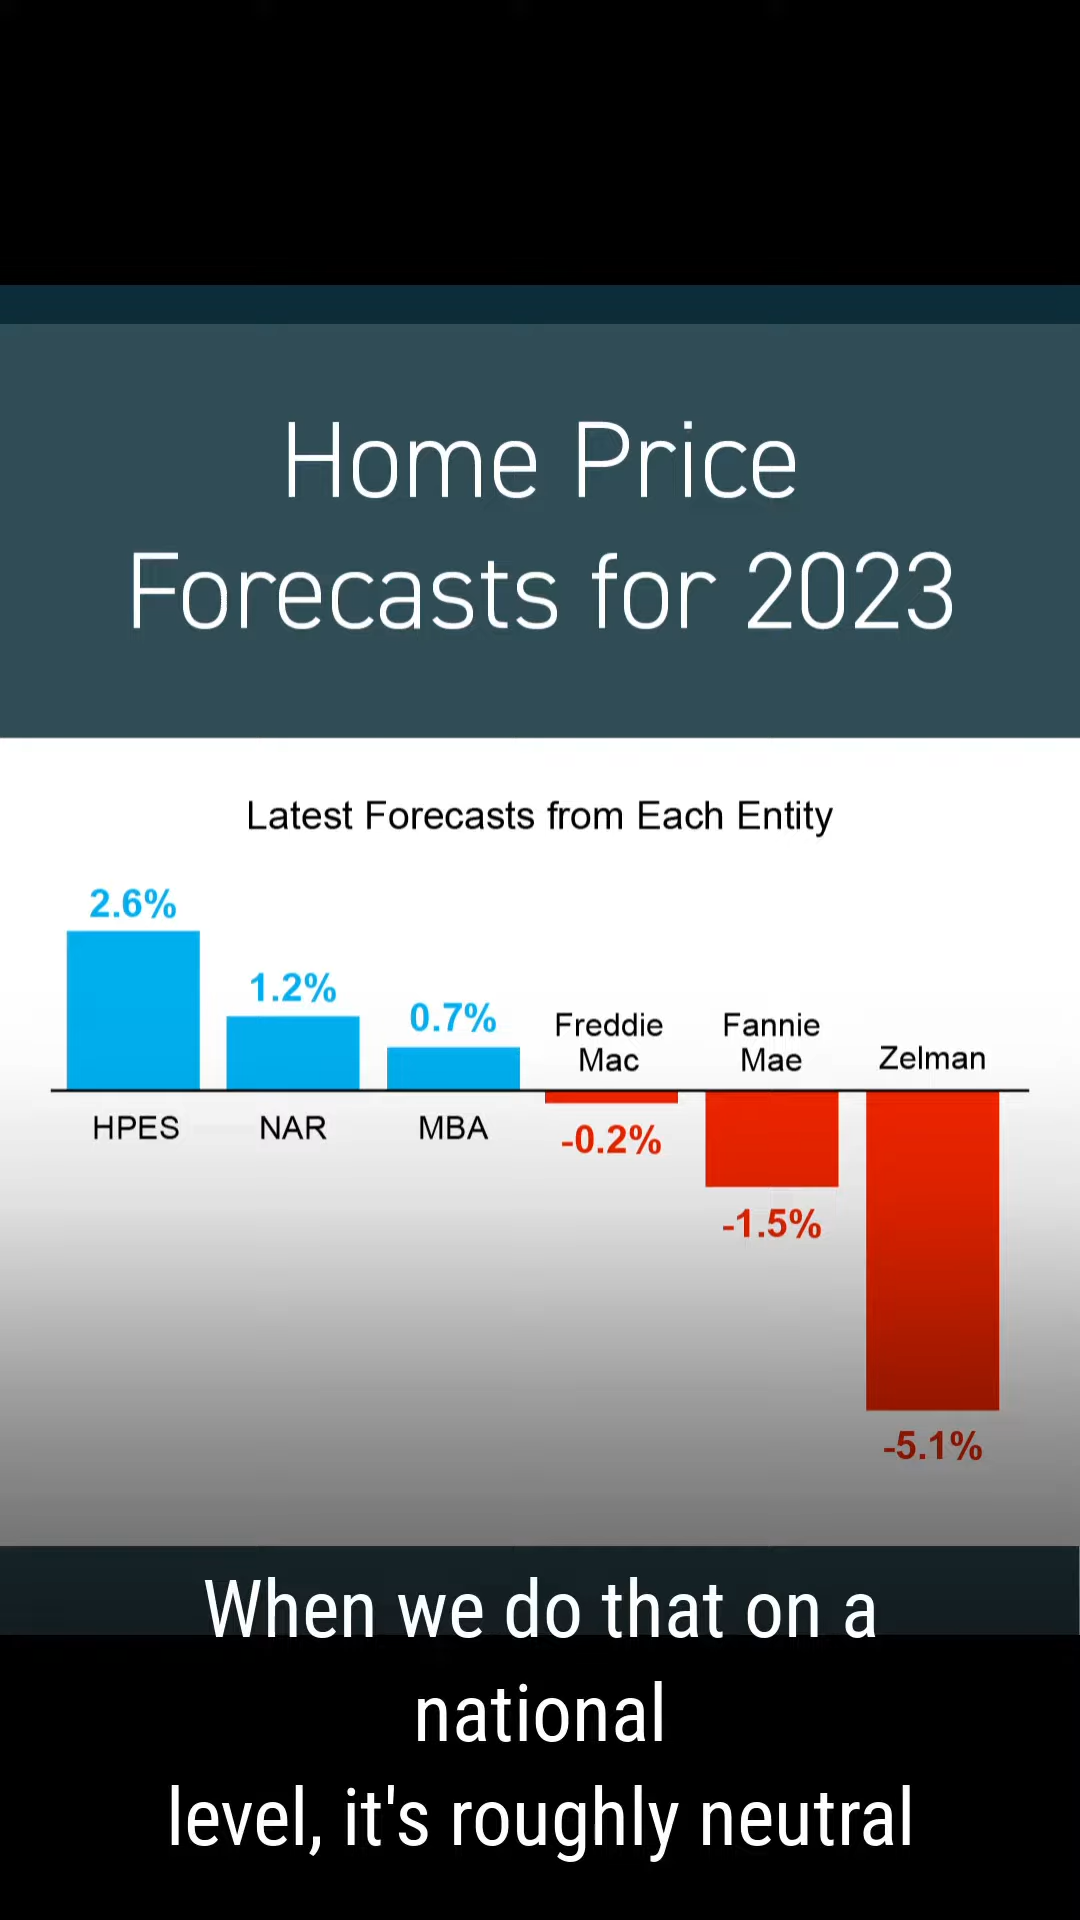 Home Price
Forecasts for 2023
Latest Forecasts from Each Entity
2.6%
1.2%
0.7%
Freddie
Mac
Fannie
Mae
Zelman
HPES
NAR
MBA
-0.2%
-1.5%
-5.1%
When we do that on a
national
level, it's roughly neutral